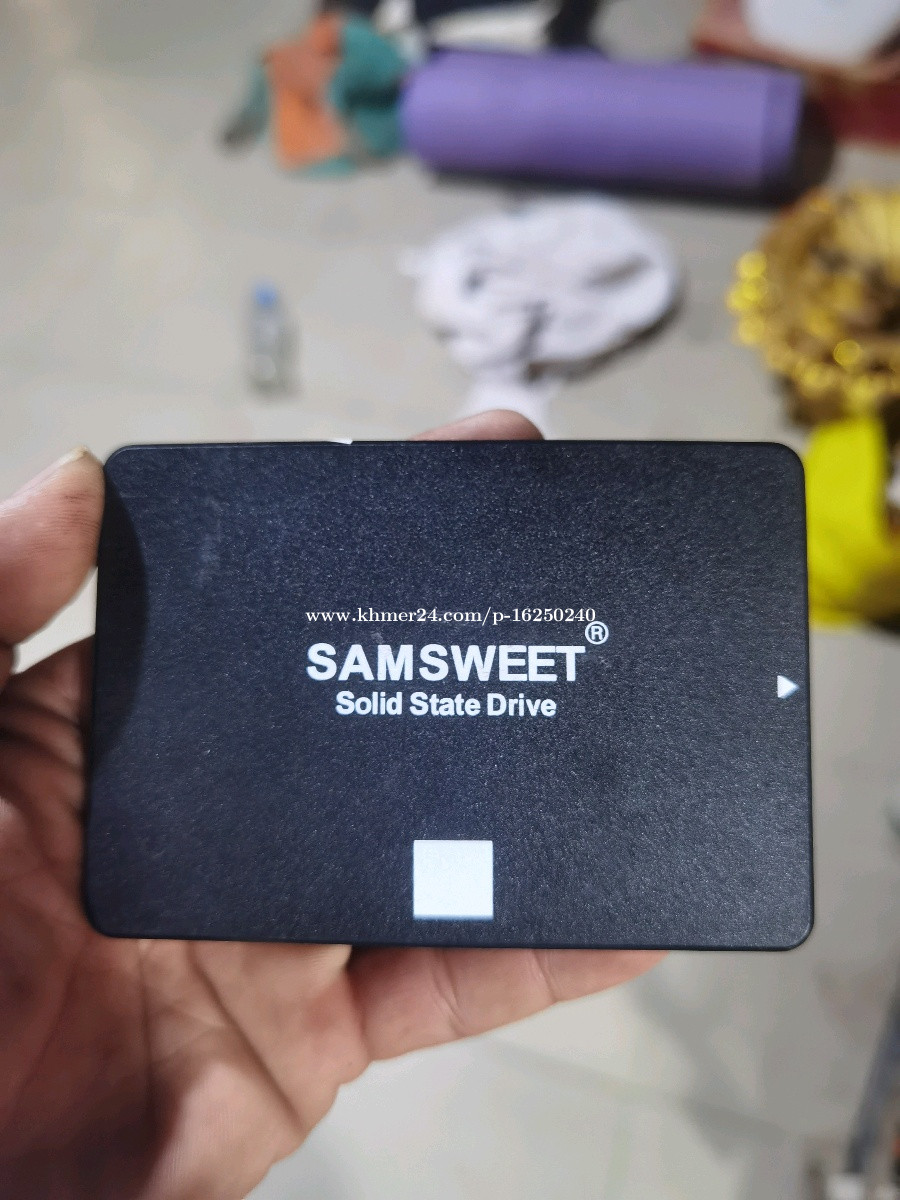 www.khmer24.com/p-16250240
SAMSWEET®
Solid State Drive